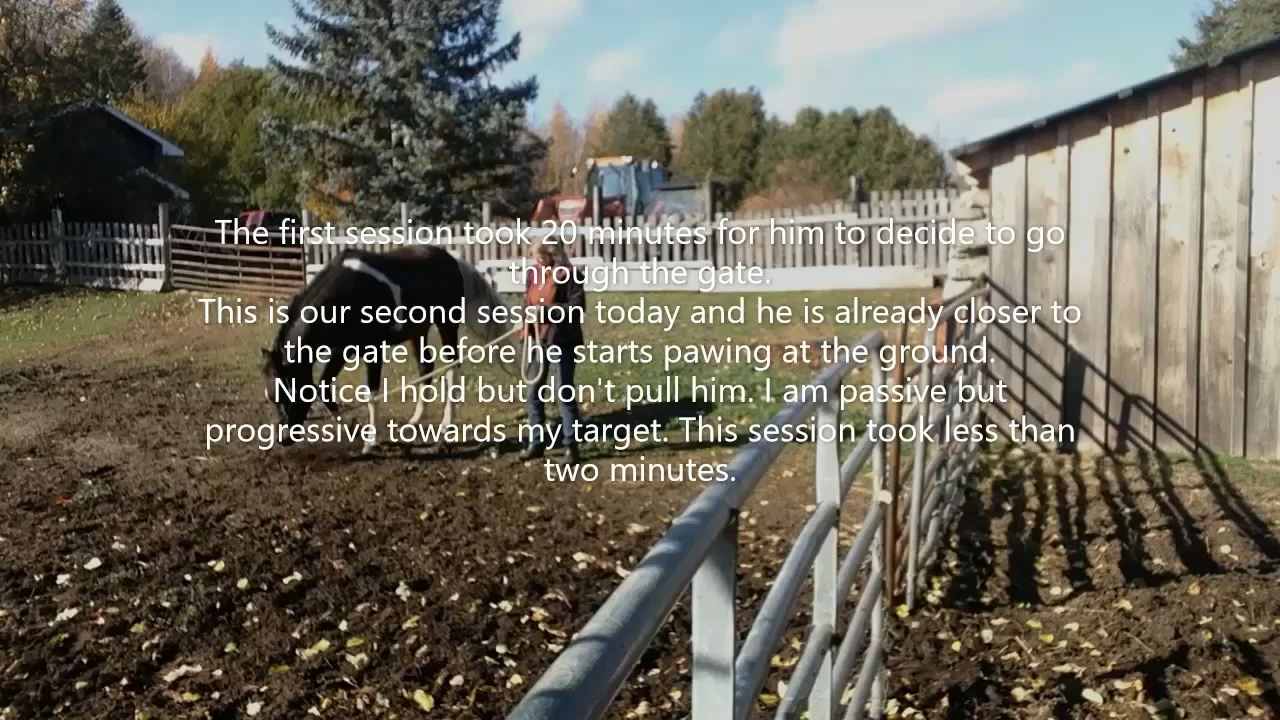 The first session took 20 minutes for him to decide to go
through the gate.
This is our second session today and he is already closer to
the gate before he starts pawing at the ground.
Notice I hold but don't pull him. I am passive but
progressive towards my target. This session took less than
two minutes.